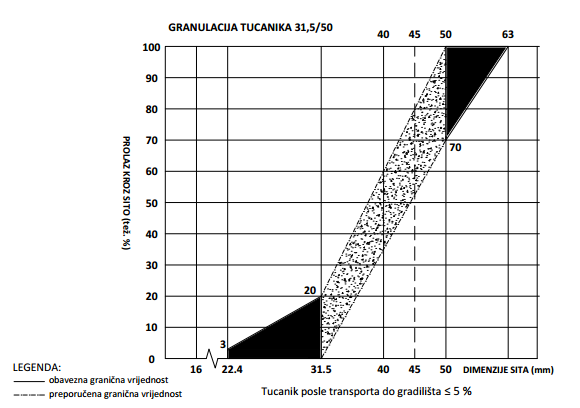 GRANULACIJA TUCANIKA 31,5/50
40 45 50 63
100
90
80
70
60
50
40
30
20
10
0
PROLAZ KROZ SITO (tež. %)
70
20
3
16 22.4 31.5 40 45 50 DIMENZIJE SITA (mm)
LEGENDA:
obavezna granična vrijednost
preporučena granična vrijednost
Tucanik posle transporta do gradilišta ≤ 5 %